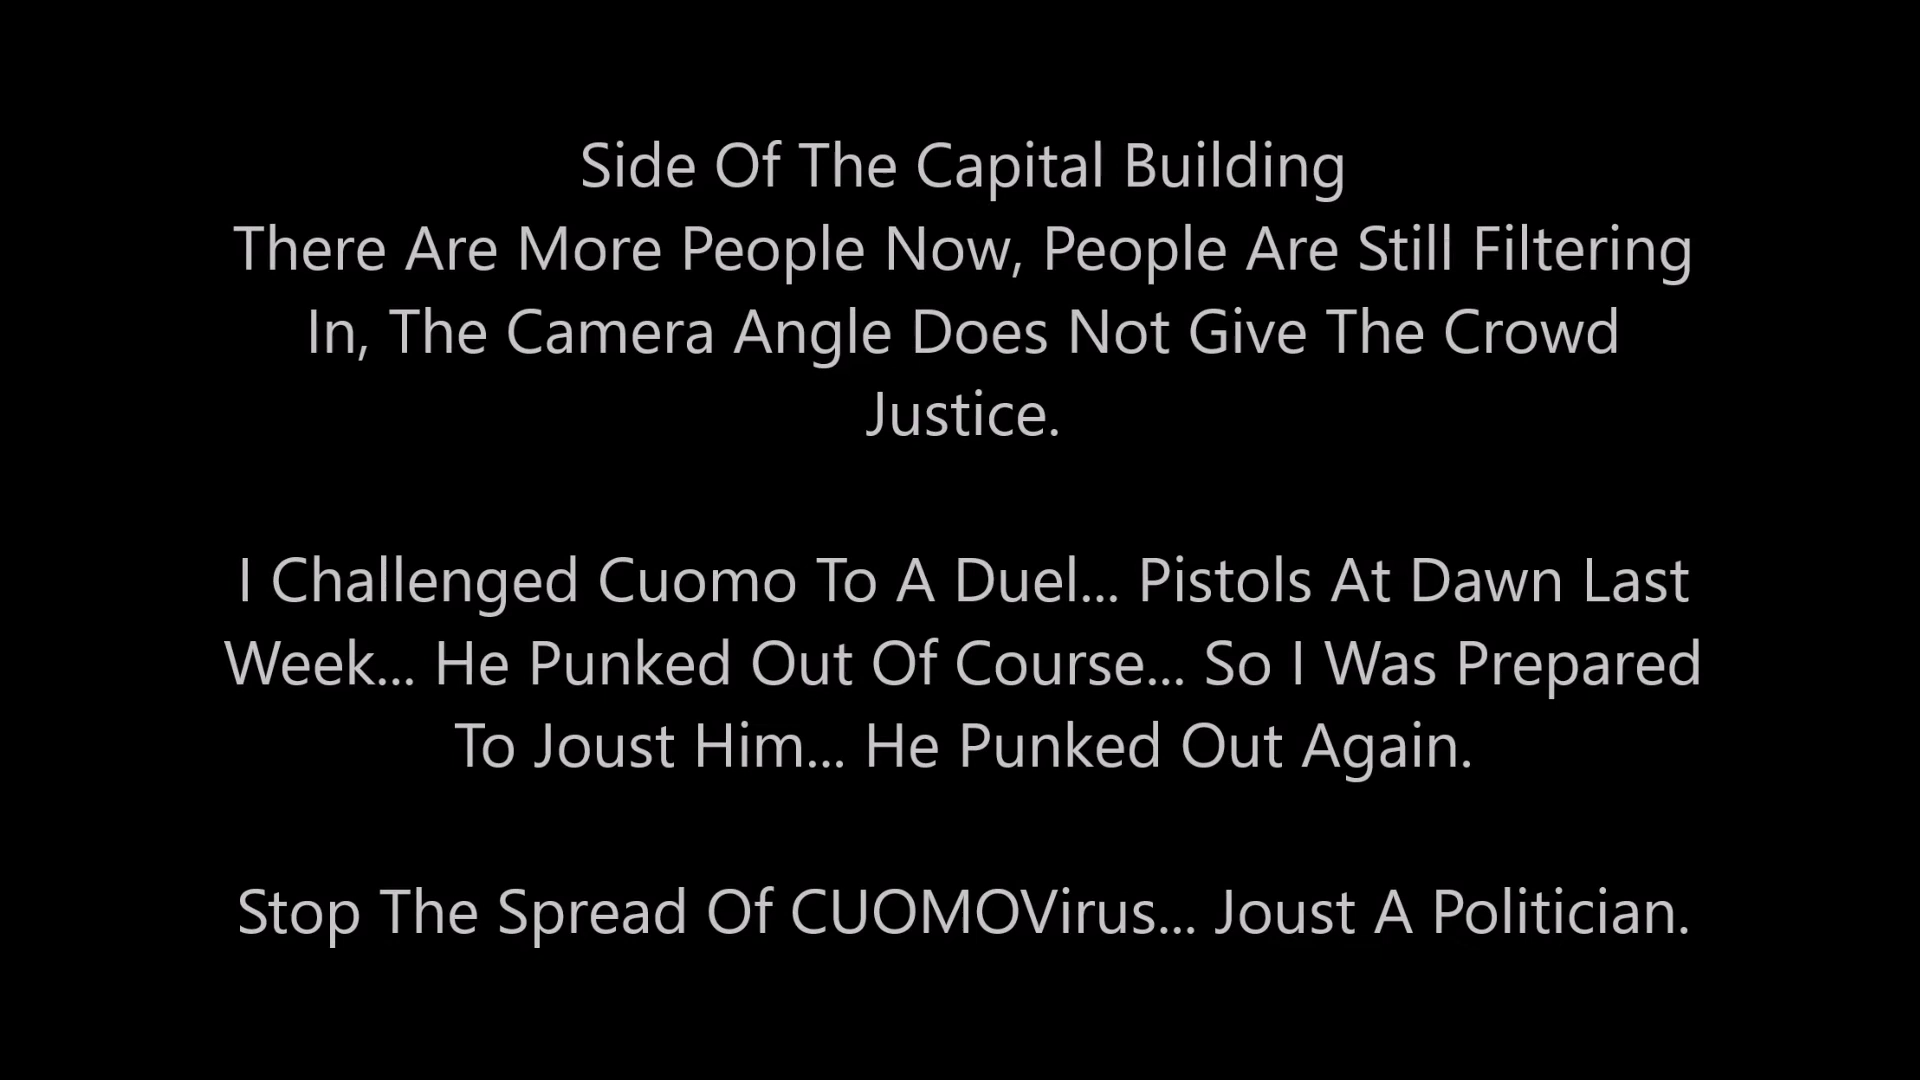 Side Of The Capital Building
There Are More People Now, People Are Still Filtering
In, The Camera Angle Does Not Give The Crowd
Justice.
I Challenged Cuomo To A Duel... Pistols At Dawn Last
Week... He Punked Out Of Course... So I Was Prepared
To Joust Him... He Punked Out Again.
Stop The Spread Of CUOMOVirus... Joust A Politician.